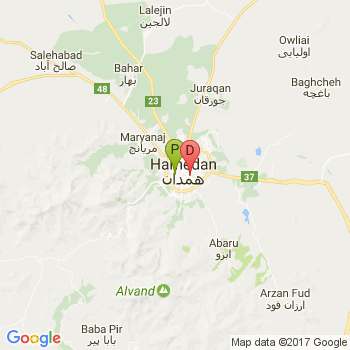 Lalejin
لالجین
Owliai
اولیایی
Salehabad
صالح آباد
Bahar
بهار
48
23
Juraqan
جورقان
Baghcheh
باغچه
Maryanaj
مریانج
P
D
Hamedan
همدان
37
Abaru
ابرو
Alvand
Arzan Fud
ارزان فود
Baba Pir
بابا پیر
Google
Map data ©2017 Google